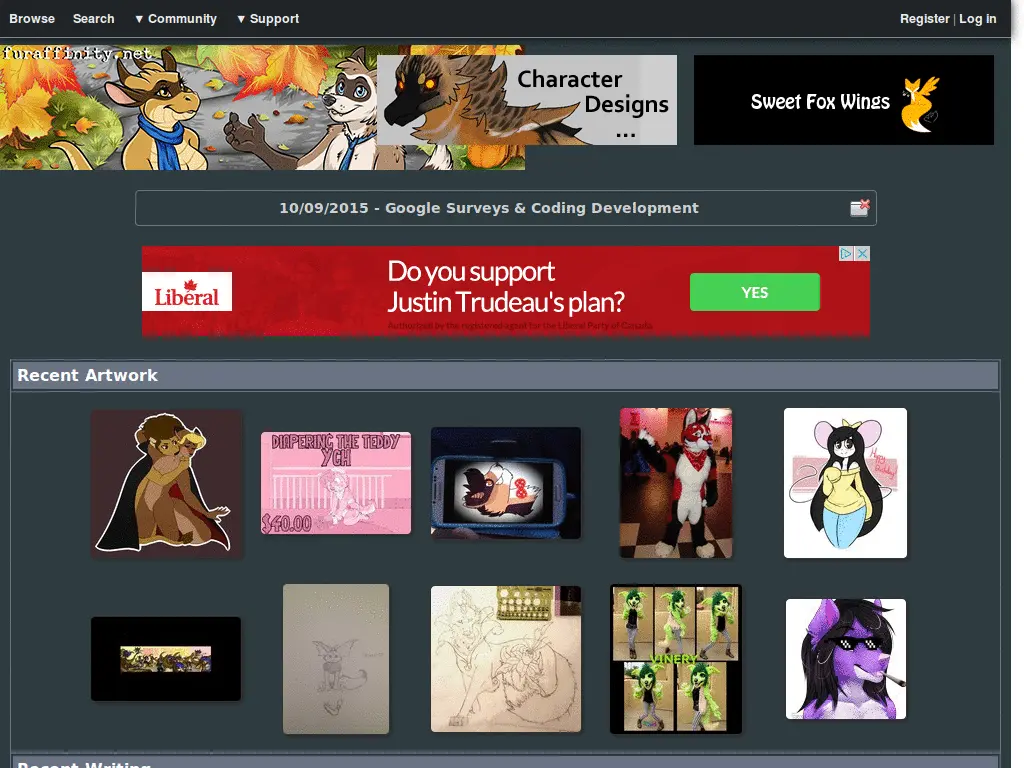 Browse Search ▼ Community ▼ Support Register | Log in
furaffinity.net
Character
Designs
...
Sweet Fox Wings
10/09/2015 - Google Surveys & Coding Development
Liberal
Do you support
Justin Trudeau's plan?
YES
Authorized by the registered agent for the Liberal Party of Canada.
Recent Artwork
DIAPERING THE TEDDY
YCH
$40.00
Happy
Birthday!
VINERY
Recent Writing